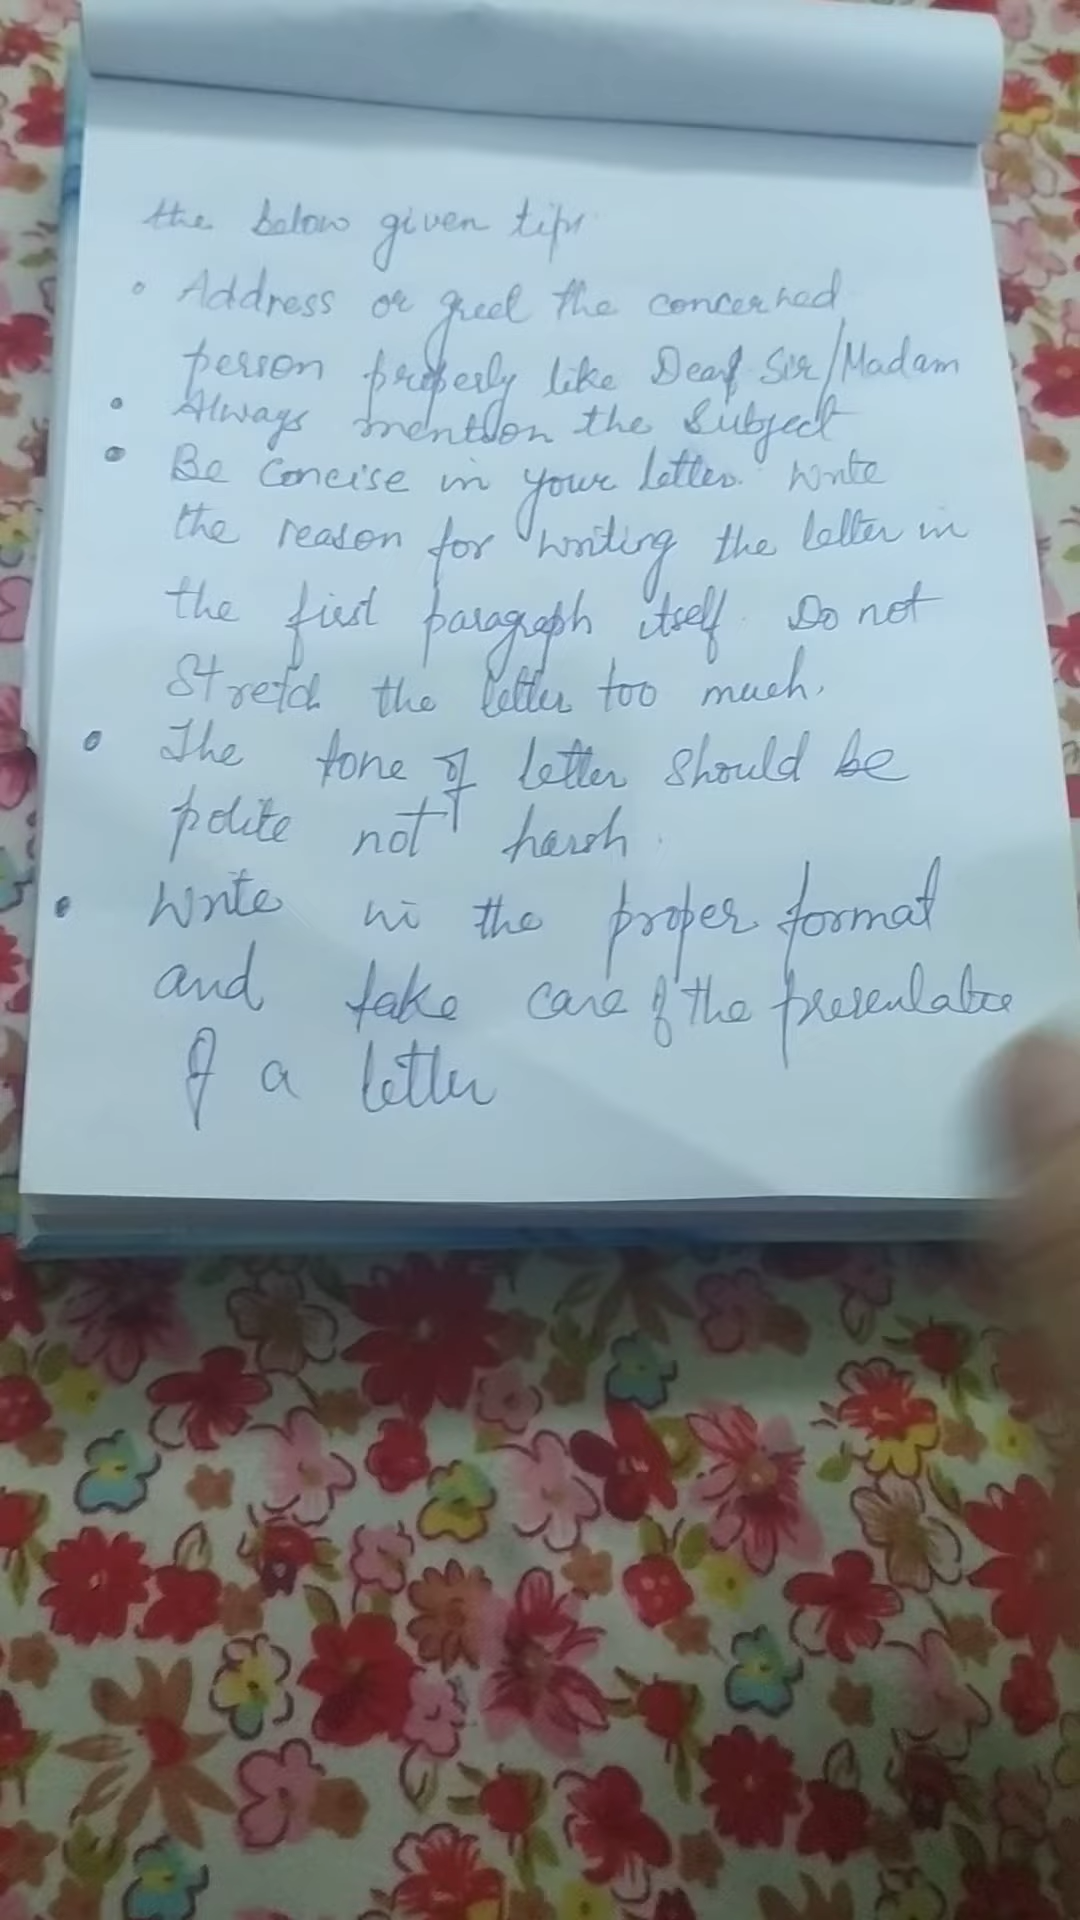 the below given tips
• Address or greet the concerned
person properly like Dear Sir/Madam
• Always mention the Subject
• Be Concise in your letter. Write
the reason for writing the letter in
the first paragraph itself. Do not
Stretch the letter too much.
• The tone of letter should be
polite not harsh.
• Write in the proper format
and take care of the presentation
of a letter